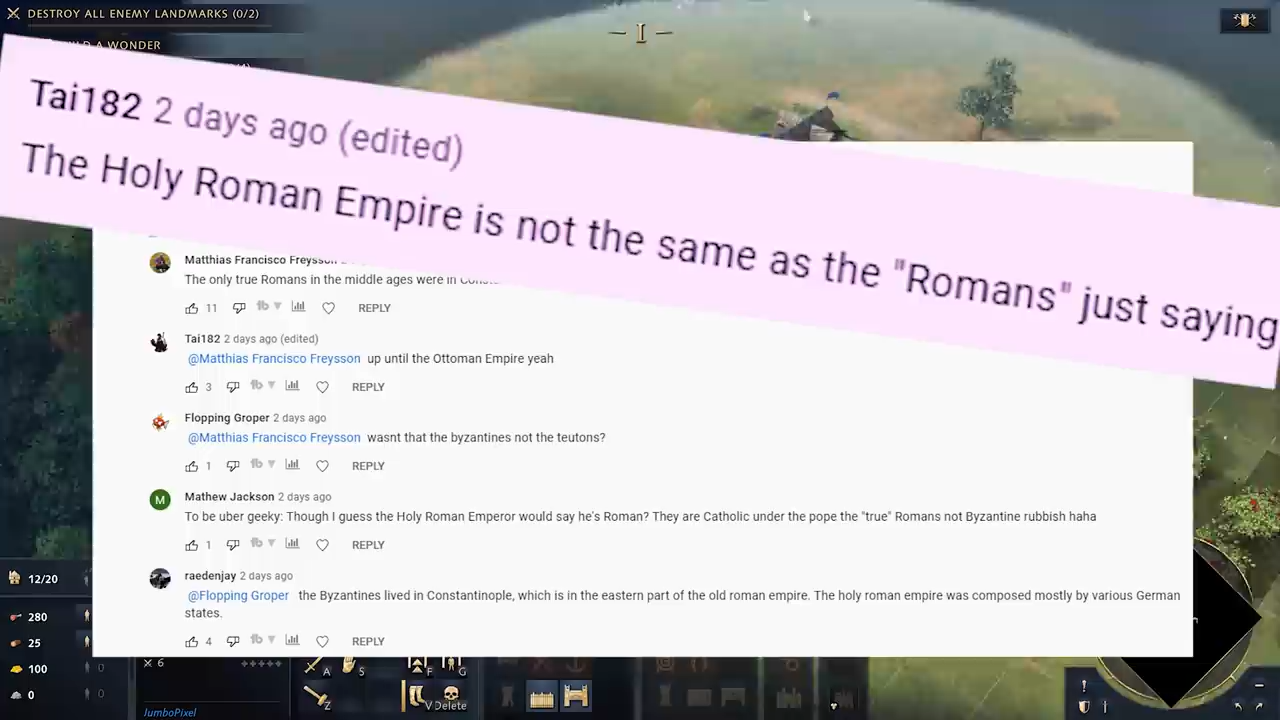 DESTROY ALL ENEMY LANDMARKS (0/2)
D A WONDER
I
Tai182 2 days ago (edited)
The Holy Roman Empire is not the same as the "Romans" just saying
Matthias Francisco Freysson
The only true Romans in the middle ages were in
11 REPLY
Tai182 2 days ago (edited)
@Matthias Francisco Freysson up until the Ottoman Empire yeah
3 REPLY
Flopping Groper 2 days ago
@Matthias Francisco Freysson wasnt that the byzantines not the teutons?
1 REPLY
M
Mathew Jackson 2 days ago
To be uber geeky: Though I guess the Holy Roman Emperor would say he's Roman? They are Catholic under the pope the "true" Romans not Byzantine rubbish haha
1 REPLY
raedenjay 2 days ago
@Flopping Groper the Byzantines lived in Constantinople, which is in the eastern part of the old roman empire. The holy roman empire was composed mostly by various German
states.
4 REPLY
12/20
280
25
100 0
0 0
6
A S F G
Z V Delete
JumboPixel